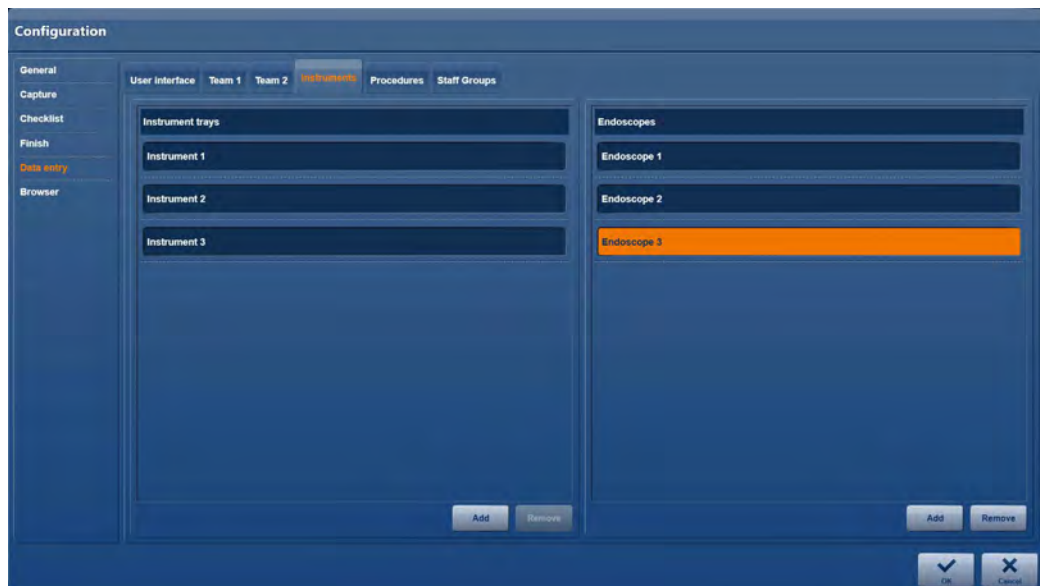 Configuration
General
Capture
Checklist
Finish
Data entry
Browser
User interface Team 1 Team 2 Instruments Procedures Staff Groups
Instrument trays
Instrument 1
Instrument 2
Instrument 3
Add Remove
Endoscopes
Endoscope 1
Endoscope 2
Endoscope 3
Add Remove
OK Cancel